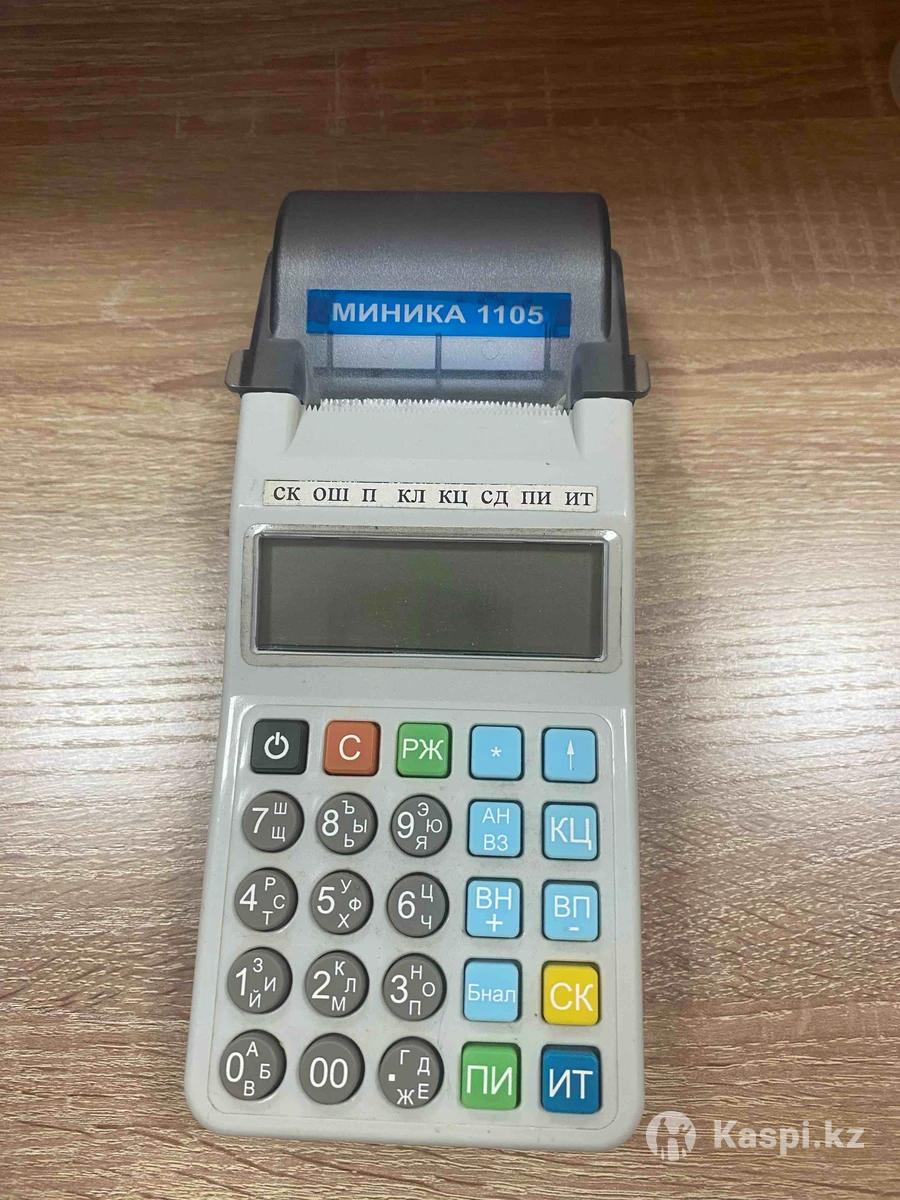 МИНИКА 1105
СК ОШ П КЛ КЦ СД ПИ ИТ
С РЖ * ↑
7 Ш Щ 8 Ъ Ы Ь 9 Э Ю Я АН ВЗ КЦ
4 Р С Т 5 У Ф Х 6 Ц Ч ВН + ВП -
1 З И Й 2 К Л М 3 Н О П Бнал СК
0 А Б В 00 . Г Д Е Ж ПИ ИТ
Kaspi.kz